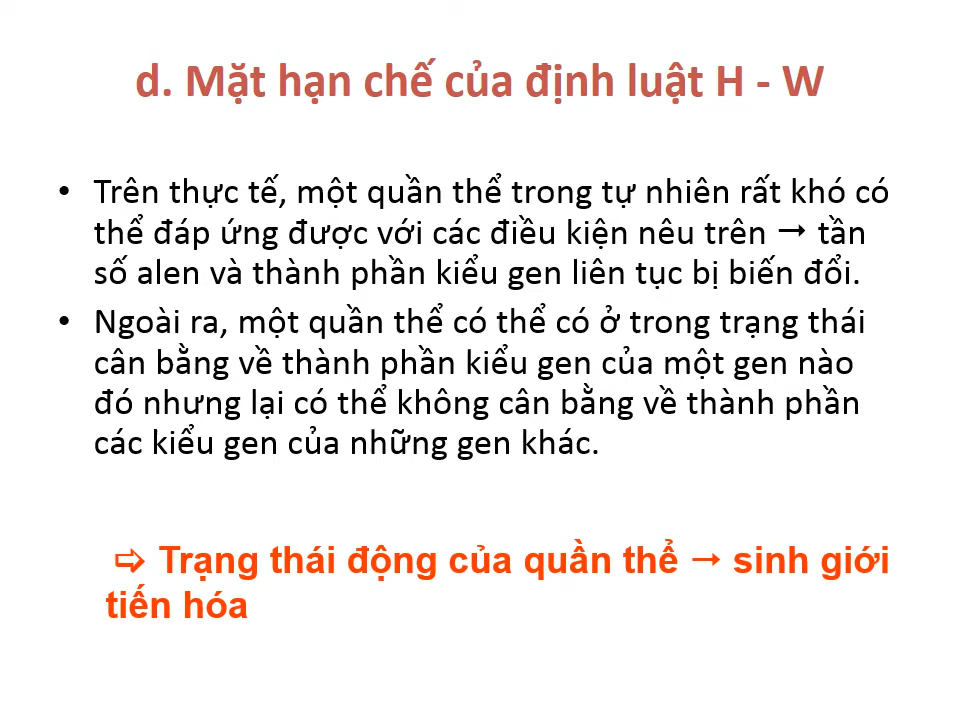 d. Mặt hạn chế của định luật H - W
• Trên thực tế, một quần thể trong tự nhiên rất khó có
thể đáp ứng được với các điều kiện nêu trên → tần
số alen và thành phần kiểu gen liên tục bị biến đổi.
• Ngoài ra, một quần thể có thể có ở trong trạng thái
cân bằng về thành phần kiểu gen của một gen nào
đó nhưng lại có thể không cân bằng về thành phần
các kiểu gen của những gen khác.
⇨ Trạng thái động của quần thể → sinh giới
tiến hóa